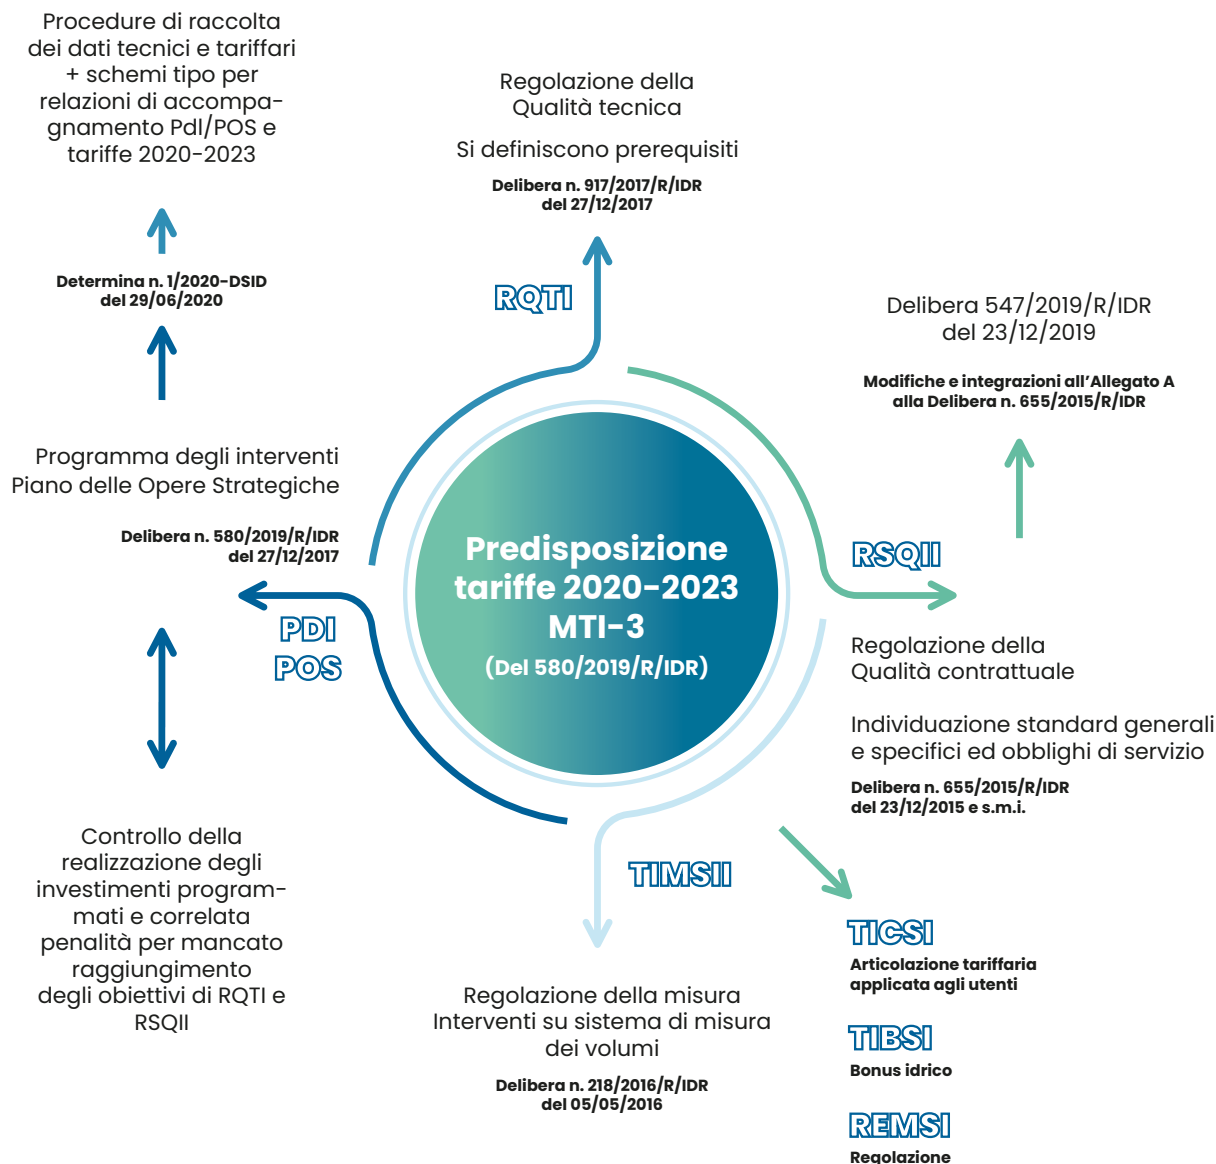 Procedure di raccolta
dei dati tecnici e tariffari
+ schemi tipo per
relazioni di accompa-
gnamento PdI/POS e
tariffe 2020-2023
Determina n. 1/2020-DSID
del 29/06/2020
Programma degli interventi
Piano delle Opere Strategiche
Delibera n. 580/2019/R/IDR
del 27/12/2017
PDI
POS
Controllo della
realizzazione degli
investimenti program-
mati e correlata
penalità per mancato
raggiungimento
degli obiettivi di RQTI e
RSQII
Regolazione della
Qualità tecnica
Si definiscono prerequisiti
Delibera n. 917/2017/R/IDR
del 27/12/2017
RQTI
Predisposizione
tariffe 2020-2023
MTI-3
(Del 580/2019/R/IDR)
TIMSII
Regolazione della misura
Interventi su sistema di misura
dei volumi
Delibera n. 218/2016/R/IDR
del 05/05/2016
Delibera 547/2019/R/IDR
del 23/12/2019
Modifiche e integrazioni all'Allegato A
alla Delibera n. 655/2015/R/IDR
RSQII
Regolazione della
Qualità contrattuale
Individuazione standard generali
e specifici ed obblighi di servizio
Delibera n. 655/2015/R/IDR
del 23/12/2015 e s.m.i.
TICSI
Articolazione tariffaria
applicata agli utenti
TIBSI
Bonus idrico
REMSI
Regolazione